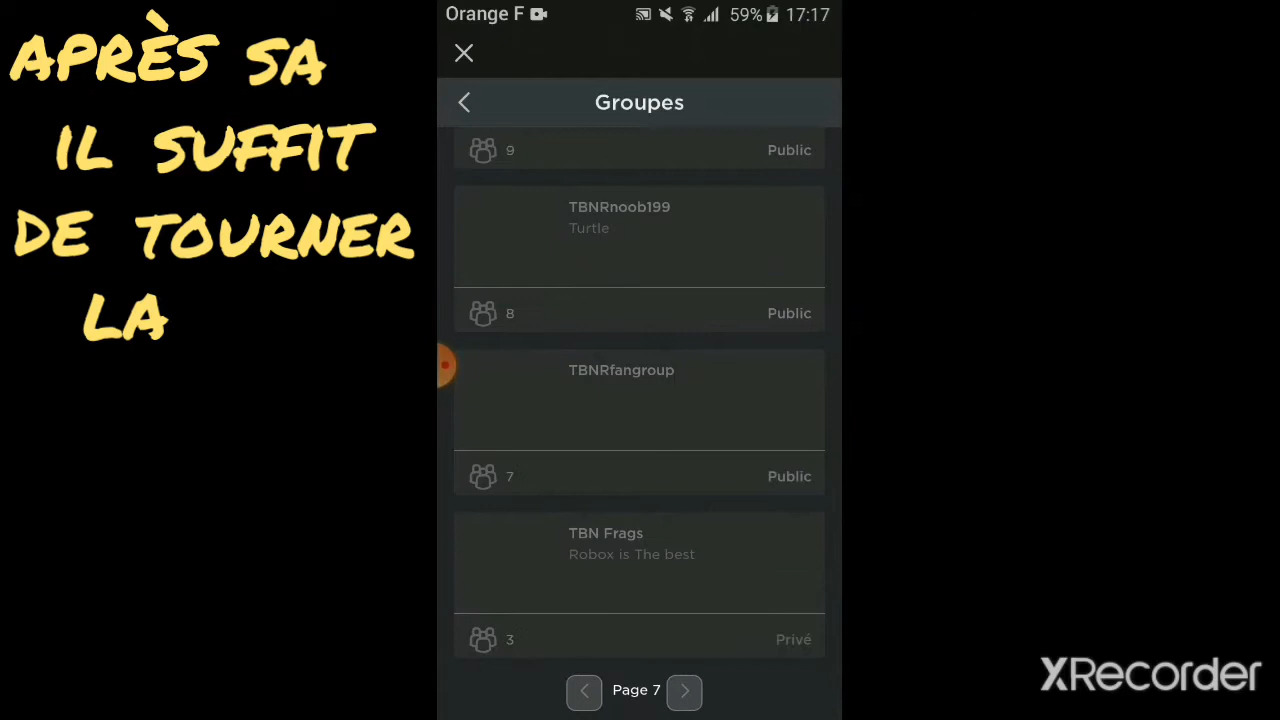 APRÈS SA
IL SUFFIT
DE TOURNER
LA
Orange F
59%
17:17
Groupes
9
Public
TBNRnoob199
Turtle
8
Public
TBNRfangroup
7
Public
TBN Frags
Robox is The best
3
Privé
Page 7
XRecorder